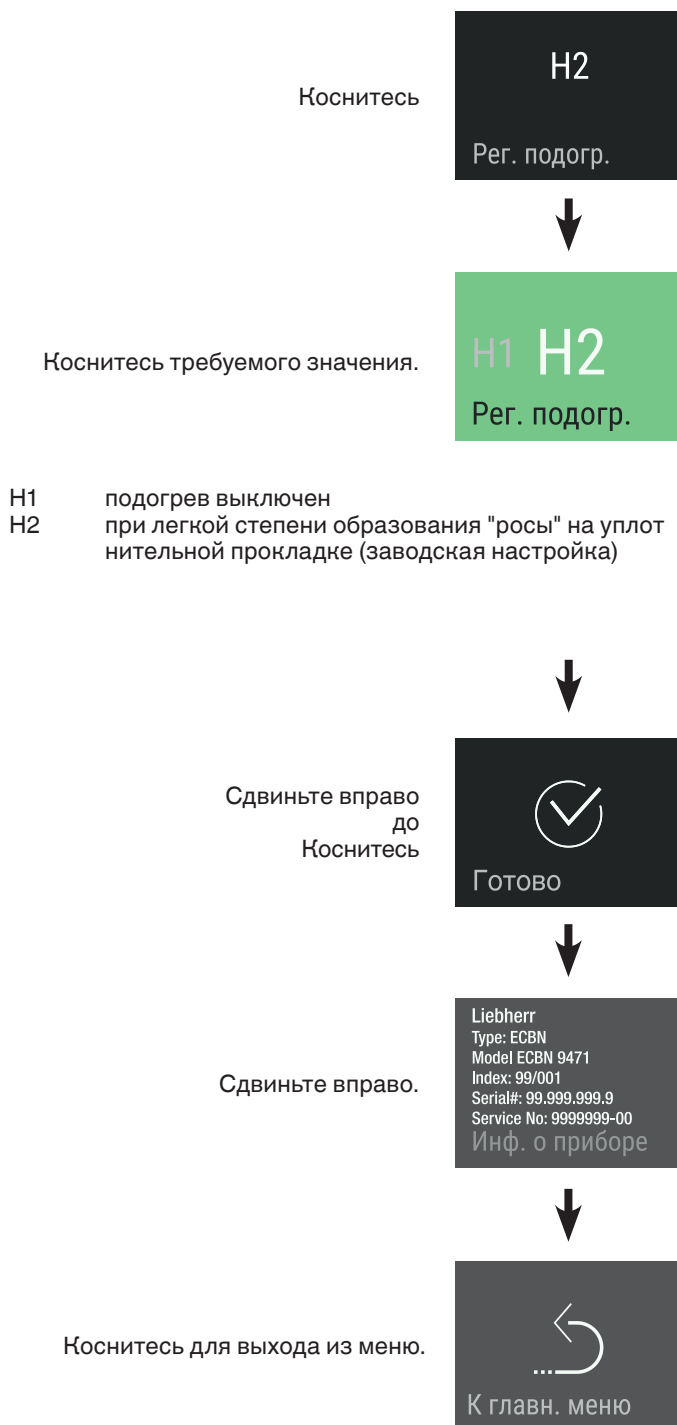 Коснитесь
H2
Рег. подогр.
Коснитесь требуемого значения.
H1 H2
Рег. подогр.
H1 подогрев выключен
H2 при легкой степени образования "росы" на уплот
нительной прокладке (заводская настройка)
Сдвиньте вправо
до
Коснитесь
Готово
Liebherr
Type: ECBN
Model ECBN 9471
Index: 99/001
Serial#: 99.999.999.9
Service No: 9999999-00
Инф. о приборе
Сдвиньте вправо.
Коснитесь для выхода из меню.
К главн. меню